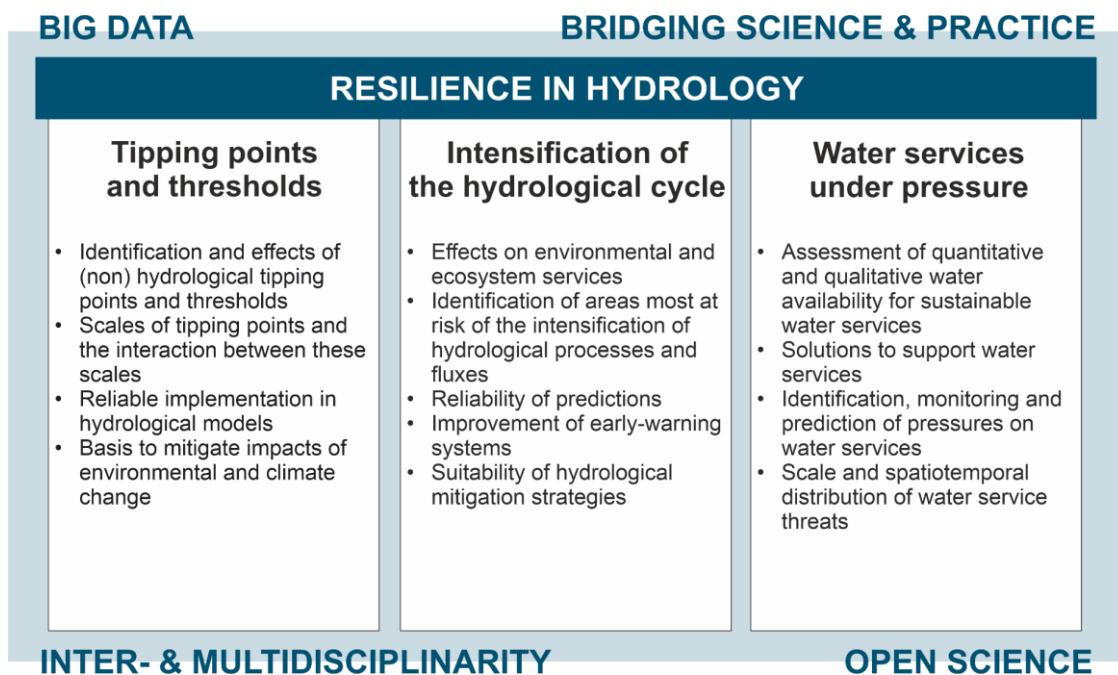 BIG DATA
BRIDGING SCIENCE & PRACTICE
RESILIENCE IN HYDROLOGY
Tipping points
and thresholds
• Identification and effects of
(non) hydrological tipping
points and thresholds
• Scales of tipping points and
the interaction between these
scales
• Reliable implementation in
hydrological models
• Basis to mitigate impacts of
environmental and climate
change
Intensification of
the hydrological cycle
• Effects on environmental and
ecosystem services
• Identification of areas most at
risk of the intensification of
hydrological processes and
fluxes
• Reliability of predictions
• Improvement of early-warning
systems
• Suitability of hydrological
mitigation strategies
Water services
under pressure
• Assessment of quantitative
and qualitative water
availability for sustainable
water services
• Solutions to support water
services
• Identification, monitoring and
prediction of pressures on
water services
• Scale and spatiotemporal
distribution of water service
threats
INTER- & MULTIDISCIPLINARITY
OPEN SCIENCE